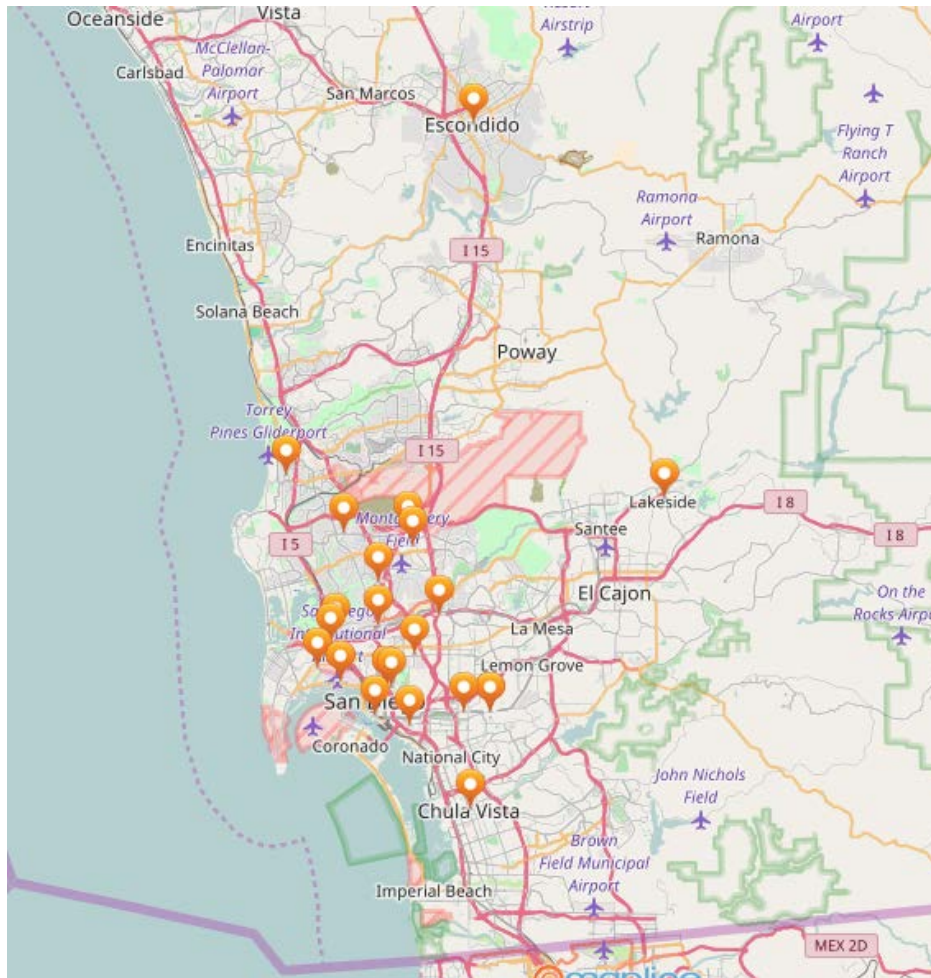 Oceanside
Vista
Airstrip
Airport
McClellan-
Palomar
Airport
Carlsbad
San Marcos
Escondido
Flying T
Ranch
Airport
Ramona
Airport
Ramona
Encinitas
I 15
Solana Beach
Poway
Torrey
Pines Gliderport
I 15
Lakeside
I 8
Santee
I 5
I 8
El Cajon
On the
La Mesa
Lemon Grove
San
Coronado
National City
John Nichols
Field
Chula Vista
Brown
Field Municipal
Airport
Imperial Beach
MEX 2D